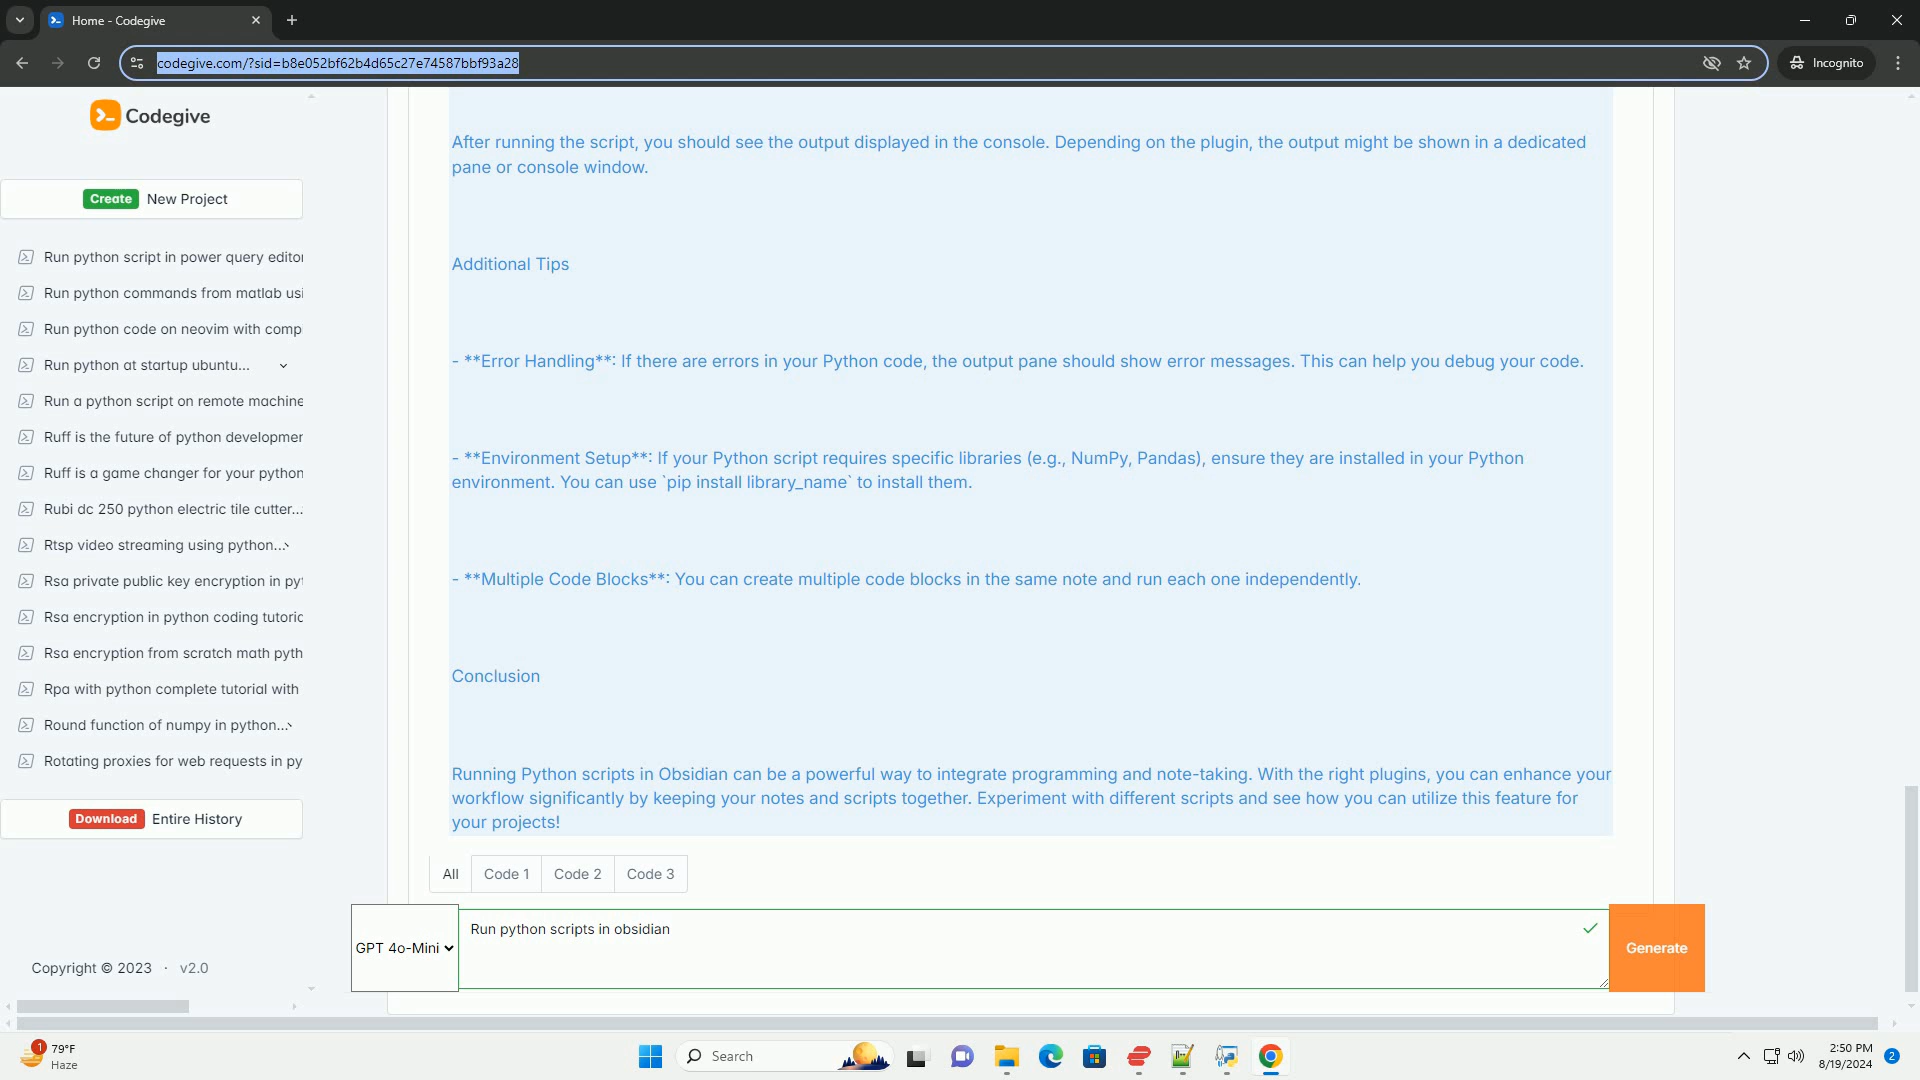 Home - Codegive
codegive.com/?sid=b8e052bf62b4d65c27e74587bbf93a28
Incognito
Codegive
Create New Project
Run python script in power query editor
Run python commands from matlab usi
Run python code on neovim with comp
Run python at startup ubuntu...
Run a python script on remote machine
Ruff is the future of python developmen
Ruff is a game changer for your python
Rubi dc 250 python electric tile cutter...
Rtsp video streaming using python...
Rsa private public key encryption in pyt
Rsa encryption in python coding tutoria
Rsa encryption from scratch math pyth
Rpa with python complete tutorial with
Round function of numpy in python...
Rotating proxies for web requests in py
Download Entire History
Copyright © 2023 · v2.0
After running the script, you should see the output displayed in the console. Depending on the plugin, the output might be shown in a dedicated
pane or console window.
Additional Tips
- **Error Handling**: If there are errors in your Python code, the output pane should show error messages. This can help you debug your code.
- **Environment Setup**: If your Python script requires specific libraries (e.g., NumPy, Pandas), ensure they are installed in your Python
environment. You can use `pip install library_name` to install them.
- **Multiple Code Blocks**: You can create multiple code blocks in the same note and run each one independently.
Conclusion
Running Python scripts in Obsidian can be a powerful way to integrate programming and note-taking. With the right plugins, you can enhance your
workflow significantly by keeping your notes and scripts together. Experiment with different scripts and see how you can utilize this feature for
your projects!
All Code 1 Code 2 Code 3
GPT 4o-Mini
Run python scripts in obsidian
Generate
1
79°F
Haze
Search
2:50 PM
8/19/2024
2